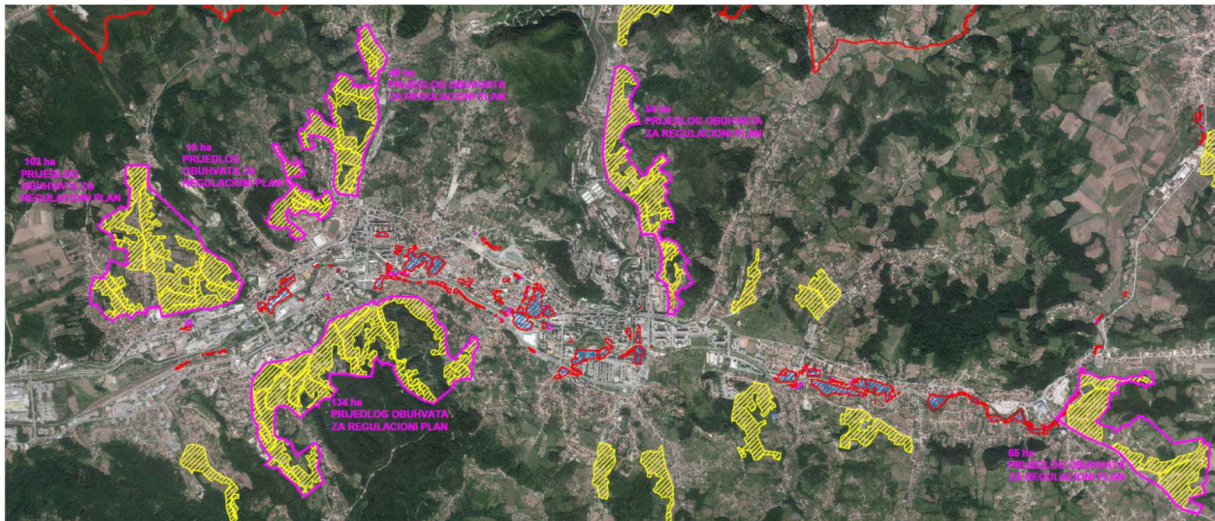 PRIJEDLOG OBUHVATA
ZA REGULACIONI PLAN
54 ha
PRIJEDLOG OBUHVATA
ZA REGULACIONI PLAN
16 ha
PRIJEDLOG
OBUHVATA ZA
REGULACIONI PLAN
103 ha
PRIJEDLOG
OBUHVATA ZA
REGULACIONI PLAN
134 ha
PRIJEDLOG OBUHVATA
ZA REGULACIONI PLAN
ha
PRIJEDLOG OBUHVATA
ZA REGULACIONI PLAN